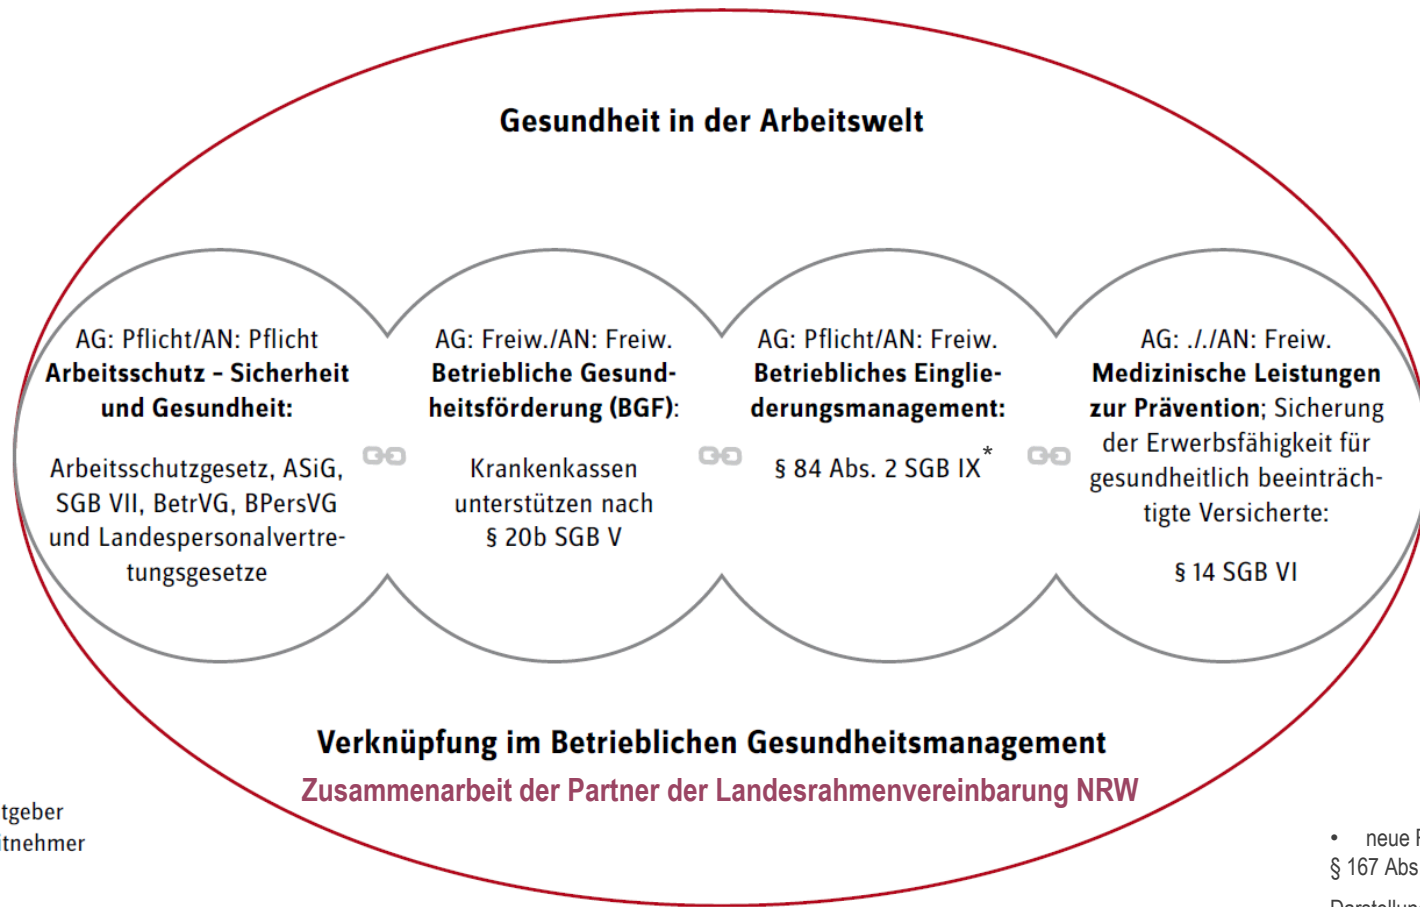 Gesundheit in der Arbeitswelt
AG: Pflicht/AN: Pflicht
Arbeitsschutz – Sicherheit
und Gesundheit:
Arbeitsschutzgesetz, ASiG,
SGB VII, BetrVG, BPersVG
und Landespersonalvertre-
tungsgesetze
AG: Freiw./AN: Freiw.
Betriebliche Gesund-
heitsförderung (BGF):
Krankenkassen
unterstützen nach
§ 20b SGB V
AG: Pflicht/AN: Freiw.
Betriebliches Einglie-
derungsmanagement:
§ 84 Abs. 2 SGB IX*
AG: ./. /AN: Freiw.
Medizinische Leistungen
zur Prävention; Sicherung
der Erwerbsfähigkeit für
gesundheitlich beeinträch-
tigte Versicherte:
§ 14 SGB VI
Verknüpfung im Betrieblichen Gesundheitsmanagement
Zusammenarbeit der Partner der Landesrahmenvereinbarung NRW
tgeber
itnehmer
• neue
§ 167 Abs